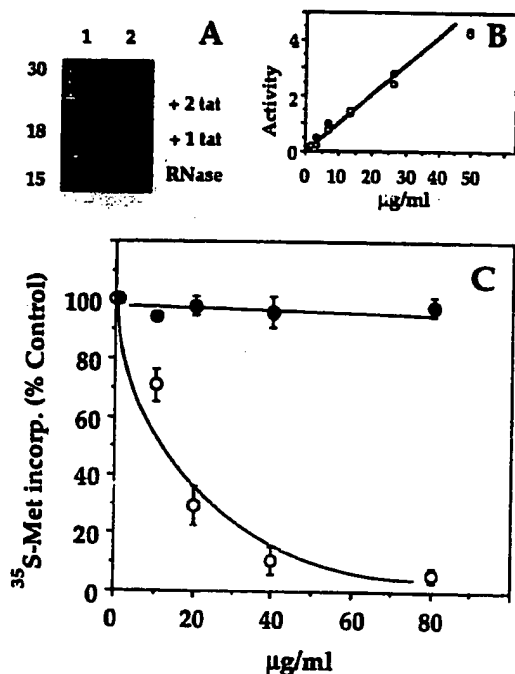 1 2 A
30
18
15
+ 2 tat
+ 1 tat
RNase
B
Activity
4
2
0
0 10 20 30 40 50
µg/ml
C
³⁵S-Met incorp. (% Control)
100
80
60
40
20
0
0 20 40 60 80
µg/ml